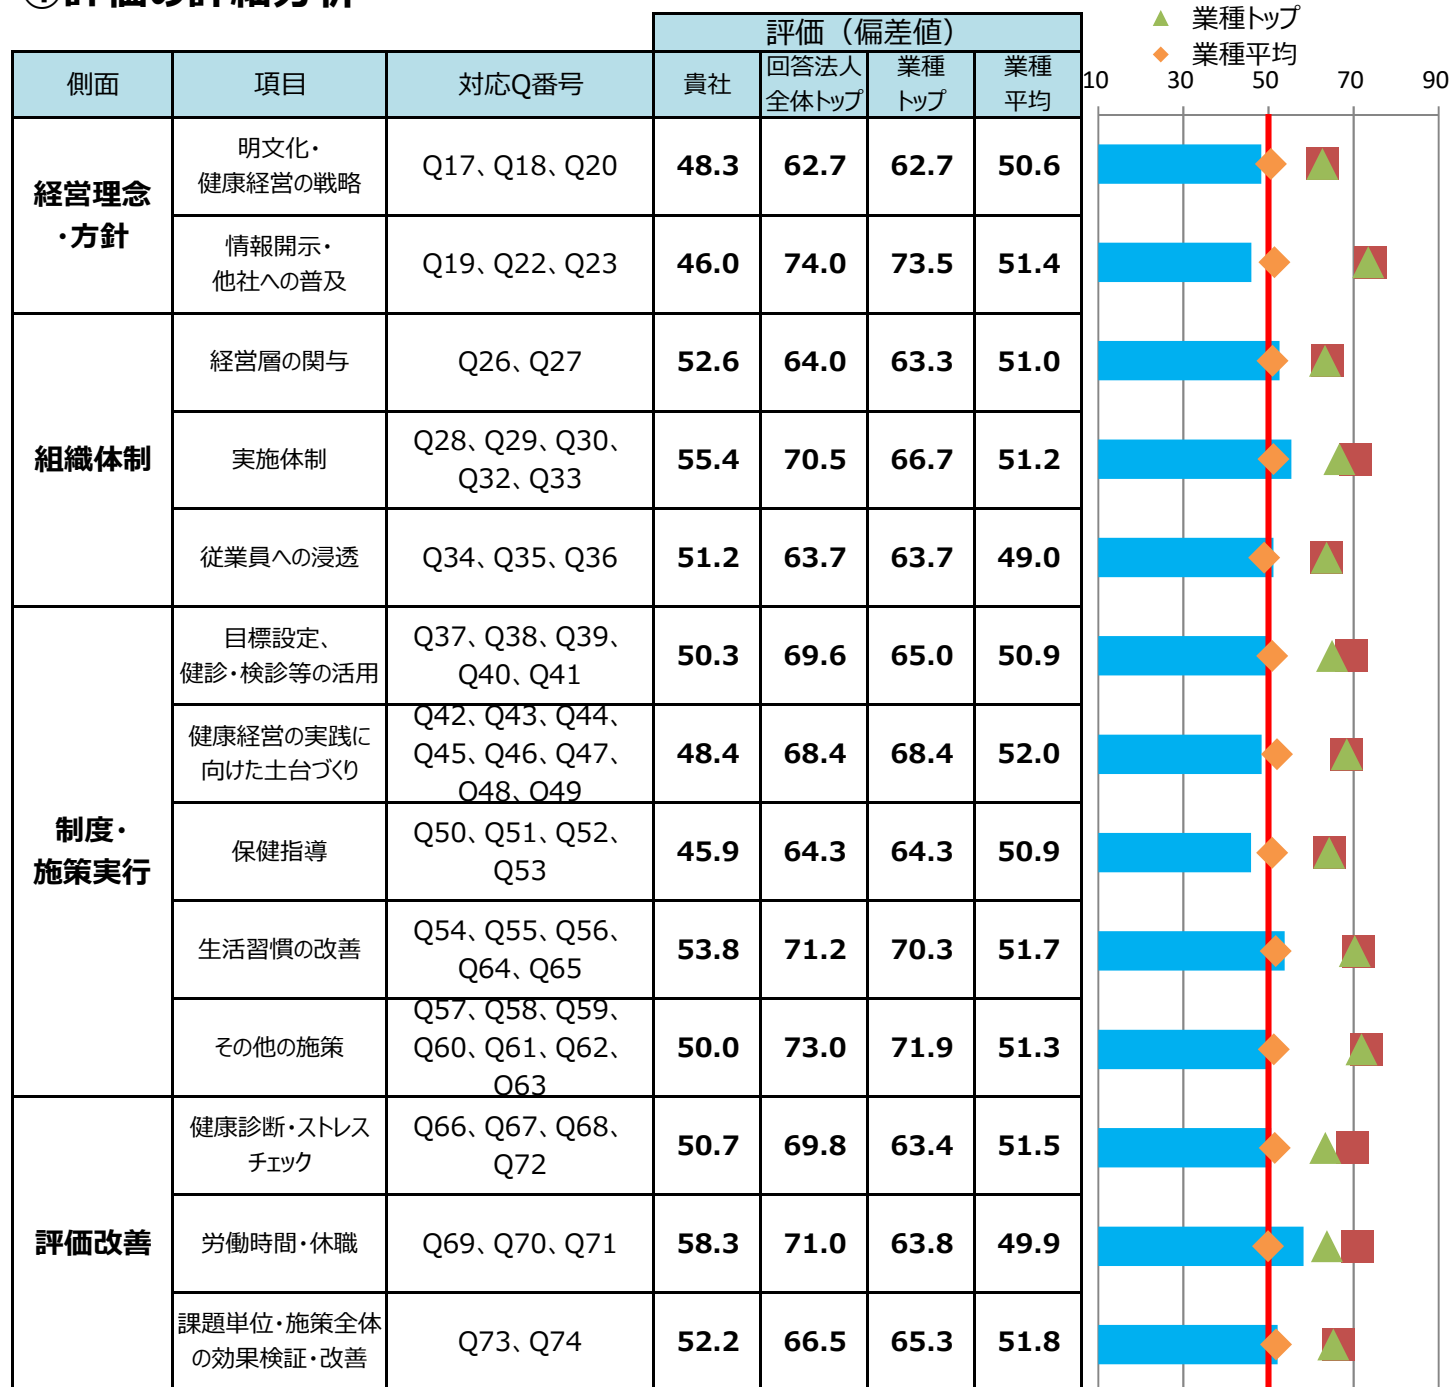 ①評価の詳細分析
▲ 業種トップ
◆ 業種平均
評価（偏差値）
側面 項目 対応Q番号 貴社 回答法人全体トップ 業種トップ 業種平均
10 30 50 70 90
経営理念
・方針
明文化・
健康経営の戦略
Q17、Q18、Q20 48.3 62.7 62.7 50.6
情報開示・
他社への普及
Q19、Q22、Q23 46.0 74.0 73.5 51.4
組織体制
経営層の関与 Q26、Q27 52.6 64.0 63.3 51.0
実施体制
Q28、Q29、Q30、
Q32、Q33
55.4 70.5 66.7 51.2
従業員への浸透 Q34、Q35、Q36 51.2 63.7 63.7 49.0
制度・
施策実行
目標設定、
健診・検診等の活用
Q37、Q38、Q39、
Q40、Q41
50.3 69.6 65.0 50.9
健康経営の実践に
向けた土台づくり
Q42、Q43、Q44、
Q45、Q46、Q47、
Q48、Q49
48.4 68.4 68.4 52.0
保健指導
Q50、Q51、Q52、
Q53
45.9 64.3 64.3 50.9
生活習慣の改善
Q54、Q55、Q56、
Q64、Q65
53.8 71.2 70.3 51.7
その他の施策
Q57、Q58、Q59、
Q60、Q61、Q62、
Q63
50.0 73.0 71.9 51.3
評価改善
健康診断・ストレス
チェック
Q66、Q67、Q68、
Q72
50.7 69.8 63.4 51.5
労働時間・休職 Q69、Q70、Q71 58.3 71.0 63.8 49.9
課題単位・施策全体
の効果検証・改善
Q73、Q74 52.2 66.5 65.3 51.8